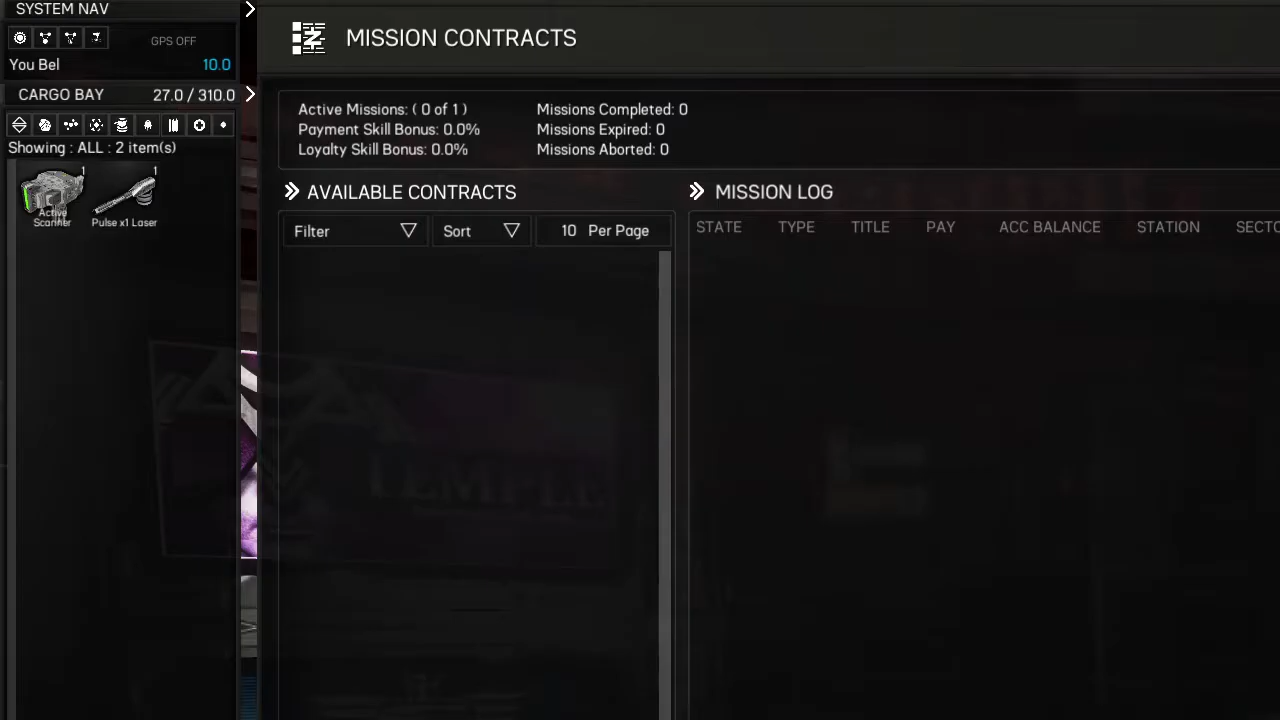 SYSTEM NAV
GPS OFF
You Bel 10.0
CARGO BAY 27.0 / 310.0
Showing : ALL : 2 item(s)
1 1
Active
Scanner
Pulse x1 Laser
MISSION CONTRACTS
Active Missions: ( 0 of 1 )
Payment Skill Bonus: 0.0%
Loyalty Skill Bonus: 0.0%
Missions Completed: 0
Missions Expired: 0
Missions Aborted: 0
AVAILABLE CONTRACTS
Filter Sort 10 Per Page
TEMPLE
MISSION LOG
STATE TYPE TITLE PAY ACC BALANCE STATION SECTO